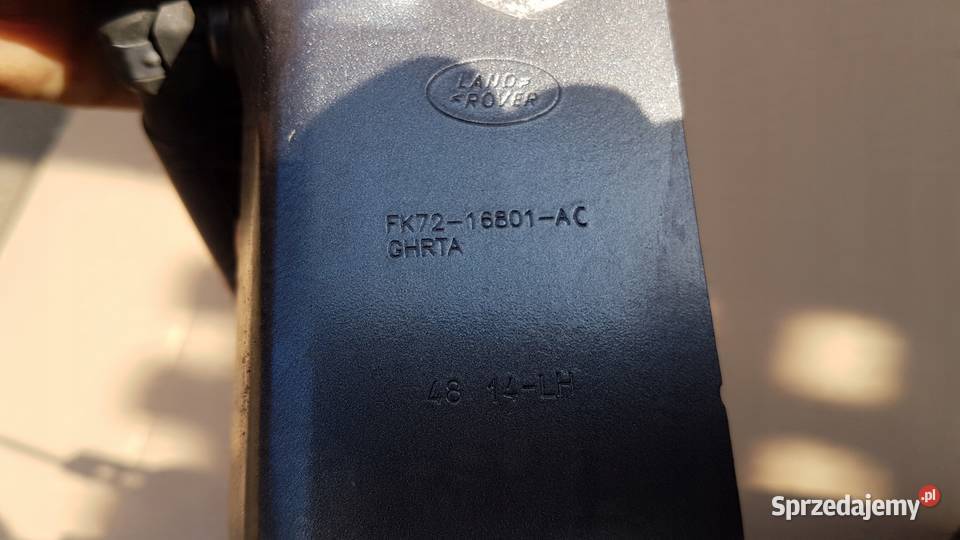 LAND
ROVER
FK72-16801-AC
GHRTA
48 14-LH
Sprzedajemy.pl